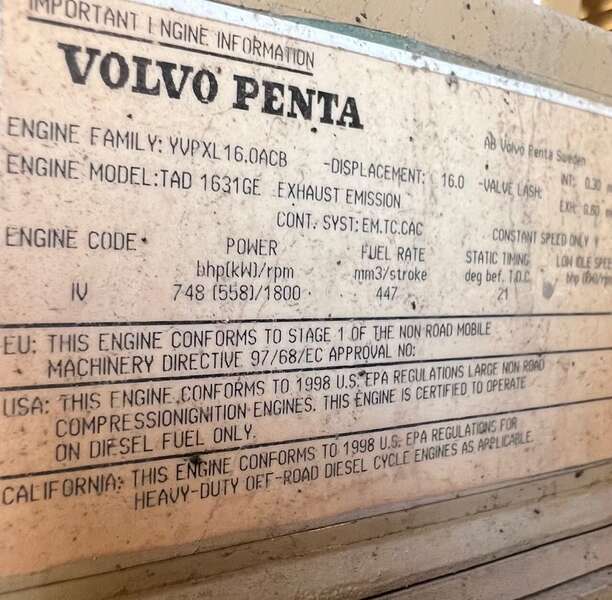 IMPORTANT ENGINE INFORMATION
VOLVO PENTA
AB Volvo Penta Sweden
ENGINE FAMILY: YVPXL16.0ACB -DISPLACEMENT: 16.0 -VALVE LASH: INT: 0.30
ENGINE MODEL: TAD 1631GE EXHAUST EMISSION EXH: 0.60
CONT. SYST: EM.TC.CAC CONSTANT SPEED ONLY
ENGINE CODE: POWER FUEL RATE STATIC TIMING LOW IDLE SPEE
bhp(kW)/rpm mm3/stroke deg bef. T.D.C. bhp
IV 748 (558)/1800 447 21
EU: THIS ENGINE CONFORMS TO STAGE 1 OF THE NON ROAD MOBILE
MACHINERY DIRECTIVE 97/68/EC APPROVAL NO:
USA: THIS ENGINE CONFORMS TO 1998 U.S. EPA REGULATIONS LARGE NON ROAD
COMPRESSIONIGNITION ENGINES. THIS ENGINE IS CERTIFIED TO OPERATE
ON DIESEL FUEL ONLY.
CALIFORNIA: THIS ENGINE CONFORMS TO 1998 U.S. EPA REGULATIONS FOR
HEAVY-DUTY OFF-ROAD DIESEL CYCLE ENGINES AS APPLICABLE.